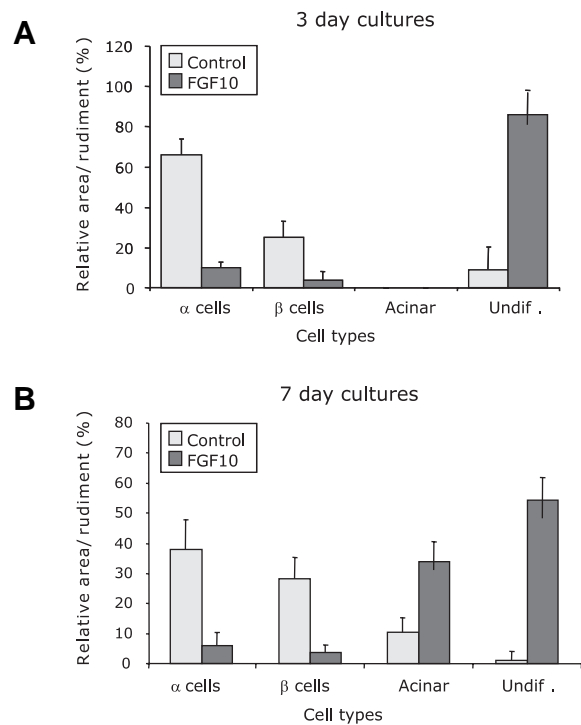 A
3 day cultures
Relative area/ rudiment (%)
120
100
80
60
40
20
0
Control
FGF10
α cells
β cells
Acinar
Undif .
Cell types
B
7 day cultures
Relative area/ rudiment (%)
80
70
60
50
40
30
20
10
0
Control
FGF10
α cells
β cells
Acinar
Undif .
Cell types